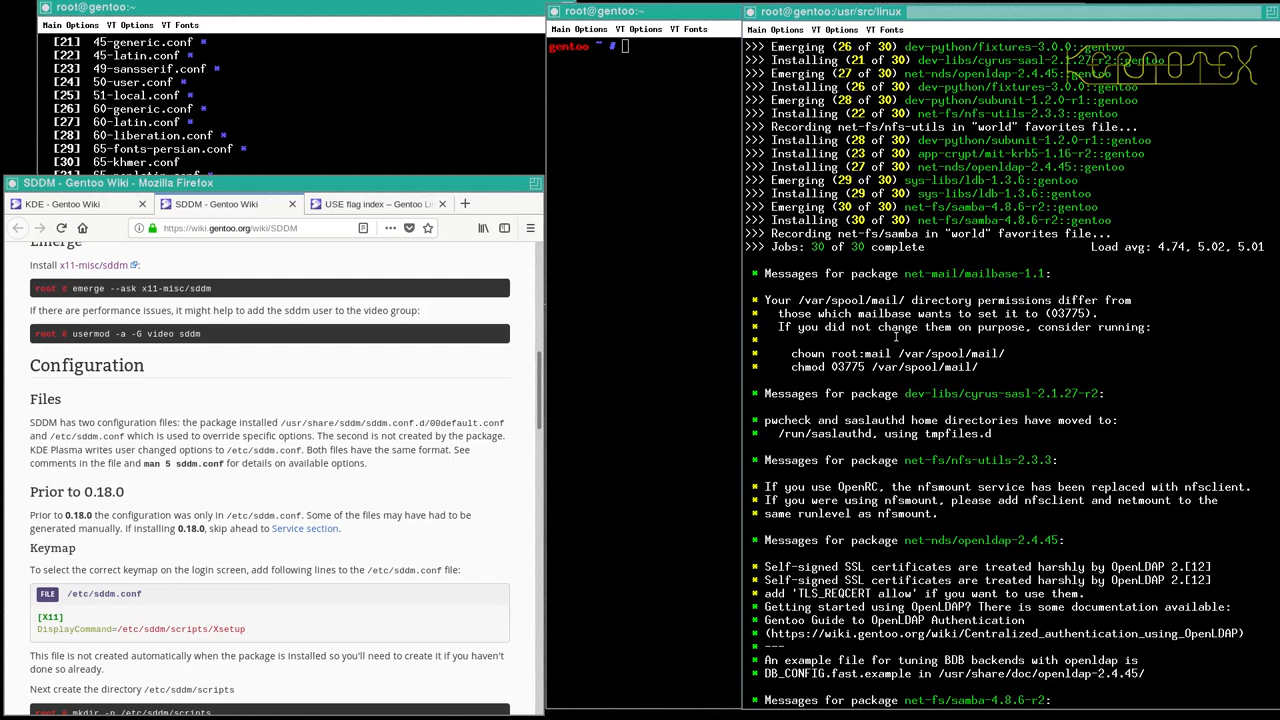 root@gentoo:~
Main Options VT Options VT Fonts
[21] 45-generic.conf *
[22] 45-latin.conf *
[23] 49-sansserif.conf *
[24] 50-user.conf *
[25] 51-local.conf *
[26] 60-generic.conf *
[27] 60-latin.conf *
[28] 60-liberation.conf *
[29] 65-fonts-persian.conf *
[30] 65-khmer.conf
SDDM - Gentoo Wiki - Mozilla Firefox
KDE - Gentoo Wiki
SDDM - Gentoo Wiki
USE flag index – Gentoo Li
https://wiki.gentoo.org/wiki/SDDM
Emerge
Install x11-misc/sddm:
root # emerge --ask x11-misc/sddm
If there are performance issues, it might help to add the sddm user to the video group:
root # usermod -a -G video sddm
Configuration
Files
SDDM has two configuration files: the package installed /usr/share/sddm/sddm.conf.d/00default.conf
and /etc/sddm.conf which is used to override specific options. The second is not created by the package.
KDE Plasma writes user changed options to /etc/sddm.conf. Both files have the same format. See
comments in the file and man 5 sddm.conf for details on available options.
Prior to 0.18.0
Prior to 0.18.0 the configuration was only in /etc/sddm.conf. Some of the files may have had to be
generated manually. If installing 0.18.0, skip ahead to Service section.
Keymap
To select the correct keymap on the login screen, add following lines to the /etc/sddm.conf file:
FILE /etc/sddm.conf
[X11]
DisplayCommand=/etc/sddm/scripts/Xsetup
This file is not created automatically when the package is installed so you'll need to create it if you haven't
done so already.
Next create the directory /etc/sddm/scripts
root # mkdir -p /etc/sddm/scripts
root@gentoo:~
Main Options VT Options VT Fonts
gentoo ~ #
root@gentoo:/usr/src/linux
Main Options VT Options VT Fonts
>>> Emerging (26 of 30) dev-python/fixtures-3.0.0::gentoo
>>> Installing (21 of 30) dev-libs/cyrus-sasl-2.1.27-r2::gentoo
>>> Emerging (27 of 30) net-nds/openldap-2.4.45::gentoo
>>> Installing (26 of 30) dev-python/fixtures-3.0.0::gentoo
>>> Emerging (28 of 30) dev-python/subunit-1.2.0-r1::gentoo
>>> Installing (22 of 30) net-fs/nfs-utils-2.3.3::gentoo
>>> Recording net-fs/nfs-utils in "world" favorites file...
>>> Installing (28 of 30) dev-python/subunit-1.2.0-r1::gentoo
>>> Installing (23 of 30) app-crypt/mit-krb5-1.16-r2::gentoo
>>> Installing (27 of 30) net-nds/openldap-2.4.45::gentoo
>>> Emerging (29 of 30) sys-libs/ldb-1.3.6::gentoo
>>> Installing (29 of 30) sys-libs/ldb-1.3.6::gentoo
>>> Emerging (30 of 30) net-fs/samba-4.8.6-r2::gentoo
>>> Installing (30 of 30) net-fs/samba-4.8.6-r2::gentoo
>>> Recording net-fs/samba in "world" favorites file...
>>> Jobs: 30 of 30 complete Load avg: 4.74, 5.02, 5.01
* Messages for package net-mail/mailbase-1.1:
* Your /var/spool/mail/ directory permissions differ from
* those which mailbase wants to set it to (03775).
* If you did not change them on purpose, consider running:
*
* chown root:mail /var/spool/mail/
* chmod 03775 /var/spool/mail/
* Messages for package dev-libs/cyrus-sasl-2.1.27-r2:
* pwcheck and saslauthd home directories have moved to:
* /run/saslauthd, using tmpfiles.d
* Messages for package net-fs/nfs-utils-2.3.3:
* If you use OpenRC, the nfsmount service has been replaced with nfsclient.
* If you were using nfsmount, please add nfsclient and netmount to the
* same runlevel as nfsmount.
* Messages for package net-nds/openldap-2.4.45:
* Self-signed SSL certificates are treated harshly by OpenLDAP 2.[12]
* Self-signed SSL certificates are treated harshly by OpenLDAP 2.[12]
* add 'TLS_REQCERT allow' if you want to use them.
* Getting started using OpenLDAP? There is some documentation available:
* Gentoo Guide to OpenLDAP Authentication
* (https://wiki.gentoo.org/wiki/Centralized_authentication_using_OpenLDAP)
* ---
* An example file for tuning BDB backends with openldap is
* DB_CONFIG.fast.example in /usr/share/doc/openldap-2.4.45/
* Messages for package net-fs/samba-4.8.6-r2: